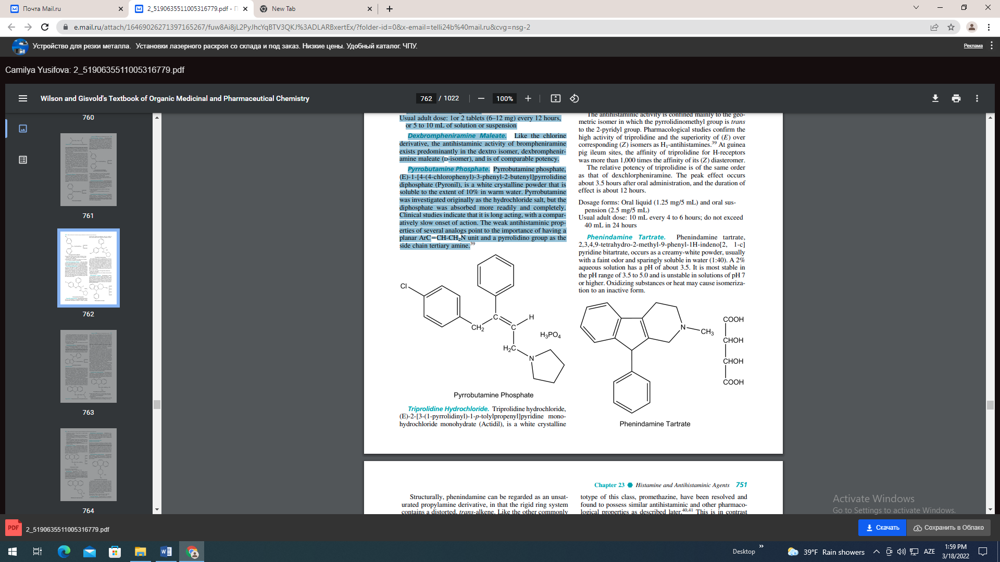 Почта Mail.ru
2_5190635511005316779.pdf - П
New Tab
e.mail.ru/attach/16469026271397165267/fuw8Ai8jL2PyJhcYqBTV3QKJ%3ADLARBxertEx/?folder-id=0&x-email=telli24b%40mail.ru&cvg=nsg-2
Устройство для резки металла. Установки лазерного раскроя со склада и под заказ. Низкие цены. Удобный каталог. ЧПУ.
Реклама
Camilya Yusifova: 2_5190635511005316779.pdf
Wilson and Gisvold's Textbook of Organic Medicinal and Pharmaceutical Chemistry
762 / 1022
100%
760
761
762
763
764
Usual adult dose: 1or 2 tablets (6–12 mg) every 12 hours,
or 5 to 10 mL of solution or suspension
Dexbrompheniramine Maleate. Like the chlorine
derivative, the antihistaminic activity of brompheniramine
exists predominantly in the dextro isomer, dexbrophenir-
amine maleate (D-isomer), and is of comparable potency.
Pyrrobutamine Phosphate. Pyrrobutamine phosphate,
(E)-1-[4-(4-chlorophenyl)-3-phenyl-2-butenyl]pyrrolidine
diphosphate (Pyronil), is a white crystalline powder that is
soluble to the extent of 10% in warm water. Pyrrobutamine
was investigated originally as the hydrochloride salt, but the
diphosphate was absorbed more readily and completely.
Clinical studies indicate that it is long acting, with a compar-
atively slow onset of action. The weak antihistaminic prop-
erties of several analogs point to the importance of having a
planar ArC=CH-CH2N unit and a pyrrolidino group as the
side chain tertiary amine.39
Cl
CH2
C
H
C
H3PO4
H2C
N
Pyrrobutamine Phosphate
Triprolidine Hydrochloride. Triprolidine hydrochloride,
(E)-2-[3-(1-pyrrolidinyl)-1-p-tolylpropenyl]pyridine mono-
hydrochloride monohydrate (Actidil), is a white crystalline
The antihistaminic activity is confined mainly to the geo-
metric isomer in which the pyrrolidinomethyl group is trans
to the 2-pyridyl group. Pharmacological studies confirm the
high activity of triprolidine and the superiority of (E) over
corresponding (Z) isomers as H1-antihistamines.39 At guinea
pig ileum sites, the affinity of triprolidine for H-receptors
was more than 1,000 times the affinity of its (Z) diasteromer.
The relative potency of triprolidine is of the same order
as that of dexchlorpheniramine. The peak effect occurs
about 3.5 hours after oral administration, and the duration of
effect is about 12 hours.
Dosage forms: Oral liquid (1.25 mg/5 mL) and oral sus-
pension (2.5 mg/5 mL)
Usual adult dose: 10 mL every 4 to 6 hours; do not exceed
40 mL in 24 hours
Phenindamine Tartrate. Phenindamine tartrate,
2,3,4,9-tetrahydro-2-methyl-9-phenyl-1H-indeno[2, 1-c]
pyridine bitartrate, occurs as a creamy-white powder, usually
with a faint odor and sparingly soluble in water (1:40). A 2%
aqueous solution has a pH of about 3.5. It is most stable in
the pH range of 3.5 to 5.0 and is unstable in solutions of pH 7
or higher. Oxidizing substances or heat may cause isomeriza-
tion to an inactive form.
N
CH3
COOH
CHOH
CHOH
COOH
Phenindamine Tartrate
Chapter 23 Histamine and Antihistaminic Agents 751
Structurally, phenindamine can be regarded as an unsat-
urated propylamine derivative, in that the rigid ring system
contains a distorted, trans-alkene. Like the other commonly
totype of this class, promethazine, have been resolved and
found to possess similar antihistaminic and other pharmaco-
logical properties as described later.40,41 This is in contrast
Activate Windows
Go to Settings to activate Windows.
PDF
2_5190635511005316779.pdf
Скачать
Сохранить в Облако
Desktop
39°F Rain showers
AZE
1:59 PM
3/18/2022